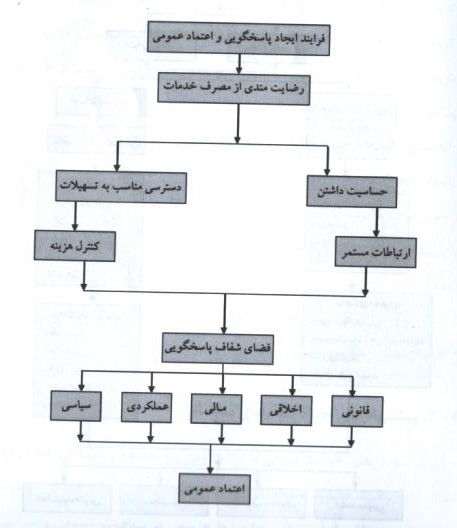 فرایند ایجاد پاسخگویی و اعتماد عمومی
رضایت مندی از مصرف خدمات
حساسیت داشتن
دسترسی مناسب به تسهیلات
ارتباطات مستمر
کنترل هزینه
فضای شفاف پاسخگویی
قانونی
اخلاقی
مالی
عملکردی
سیاسی
اعتماد عمومی